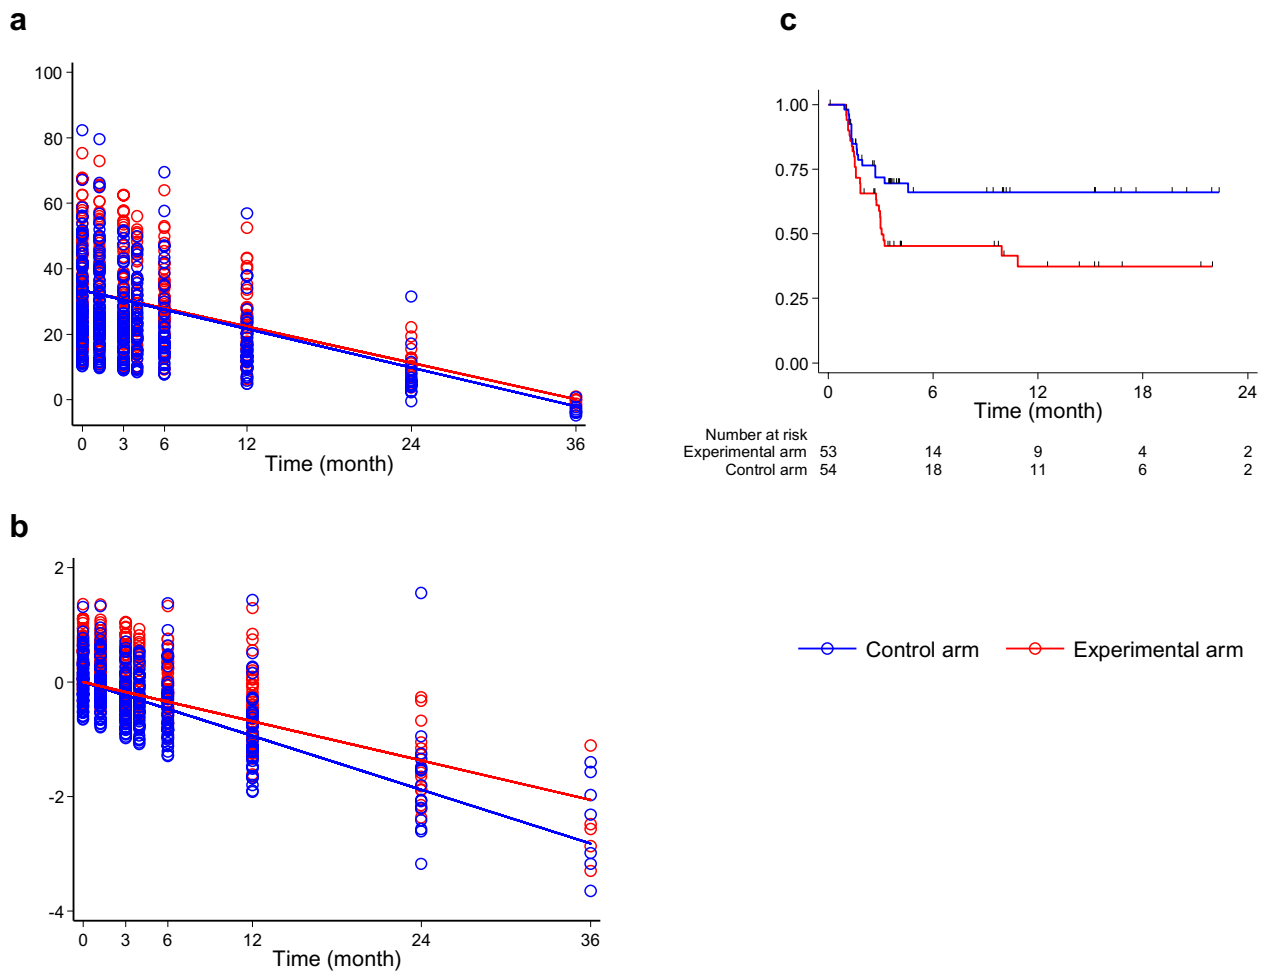 a
100
80
60
40
20
0
0 3 6 12 24 36
Time (month)
b
2
0
-2
-4
0 3 6 12 24 36
Time (month)
c
1.00
0.75
0.50
0.25
0.00
0 6 12 18 24
Time (month)
Number at risk
Experimental arm 53 14 9 4 2
Control arm 54 18 11 6 2
Control arm Experimental arm